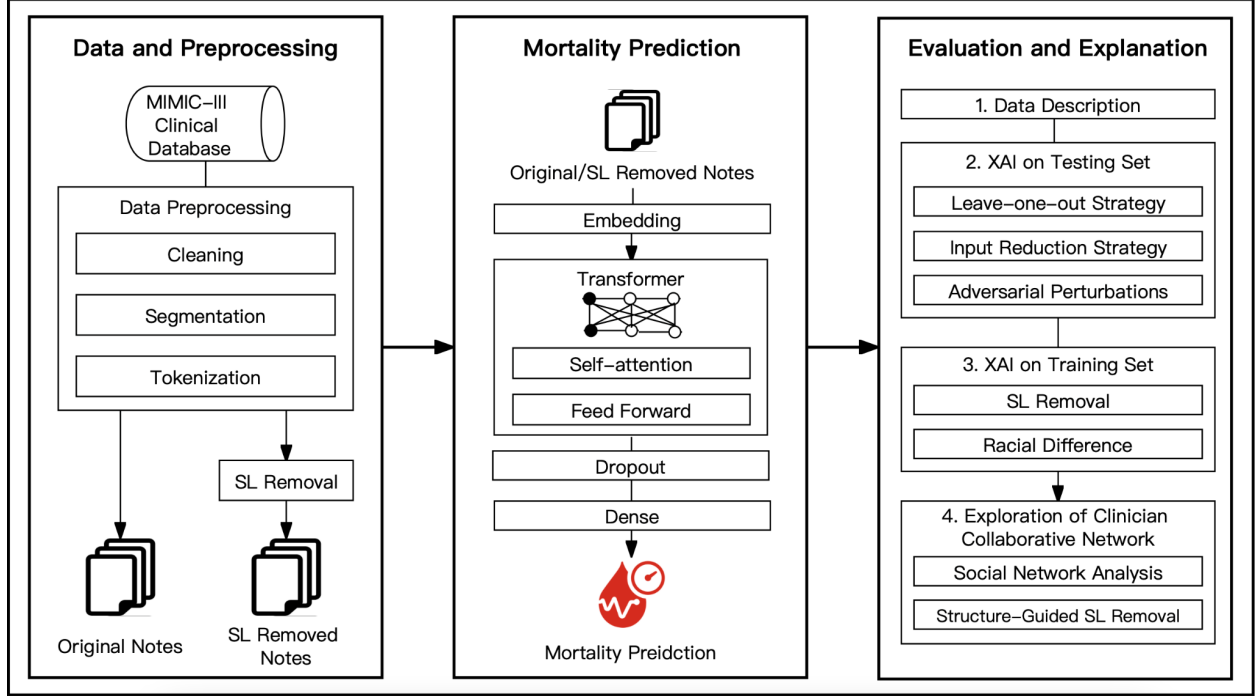 Data and Preprocessing
MIMIC-III
Clinical
Database
Data Preprocessing
Cleaning
Segmentation
Tokenization
SL Removal
Original Notes
SL Removed
Notes
Mortality Prediction
Original/SL Removed Notes
Embedding
Transformer
Self-attention
Feed Forward
Dropout
Dense
Mortality Preidction
Evaluation and Explanation
1. Data Description
2. XAI on Testing Set
Leave-one-out Strategy
Input Reduction Strategy
Adversarial Perturbations
3. XAI on Training Set
SL Removal
Racial Difference
4. Exploration of Clinician
Collaborative Network
Social Network Analysis
Structure-Guided SL Removal